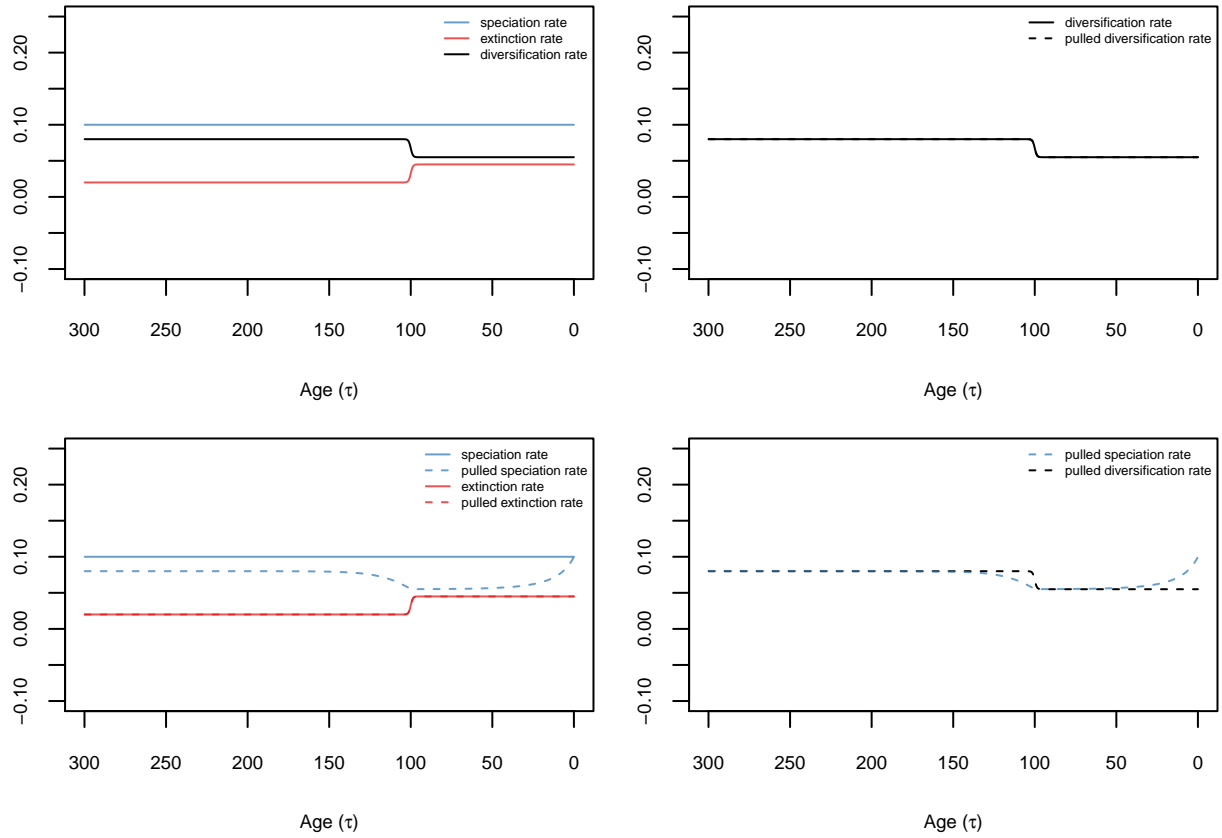 speciation rate
extinction rate
diversification rate
0.20
0.10
0.00
−0.10
300 250 200 150 100 50 0
Age (τ)
diversification rate
pulled diversification rate
0.20
0.10
0.00
−0.10
300 250 200 150 100 50 0
Age (τ)
speciation rate
pulled speciation rate
extinction rate
pulled extinction rate
0.20
0.10
0.00
−0.10
300 250 200 150 100 50 0
Age (τ)
pulled speciation rate
pulled diversification rate
0.20
0.10
0.00
−0.10
300 250 200 150 100 50 0
Age (τ)